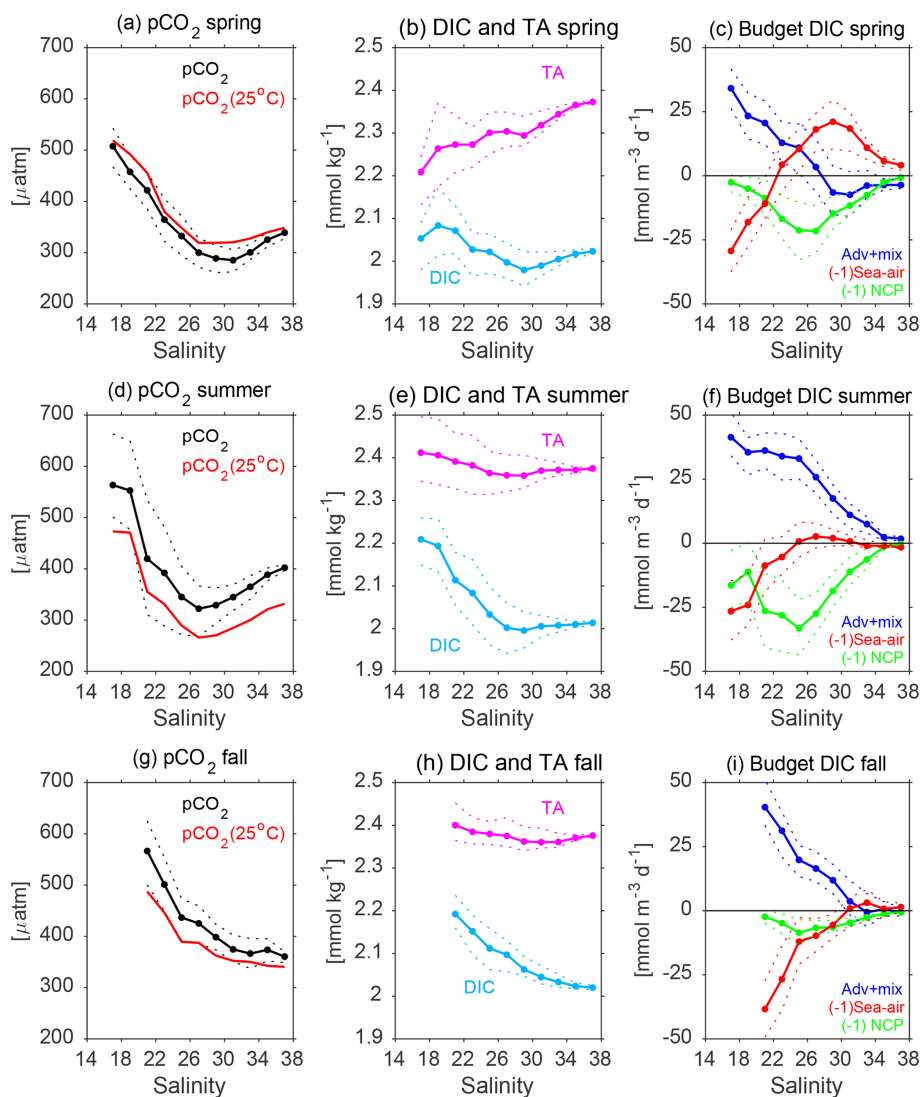 (a) pCO2 spring
700
600
500
400
300
200
[μatm]
pCO2
pCO2(25°C)
14 18 22 26 30 34 38
Salinity
(b) DIC and TA spring
2.5
2.4
2.3
2.2
2.1
2
1.9
[mmol kg-1]
TA
DIC
14 18 22 26 30 34 38
Salinity
(c) Budget DIC spring
50
25
0
-25
-50
[mmol m-3 d-1]
Adv+mix
(-1)Sea-air
(-1) NCP
14 18 22 26 30 34 38
Salinity
(d) pCO2 summer
700
600
500
400
300
200
[μatm]
pCO2
pCO2(25°C)
14 18 22 26 30 34 38
Salinity
(e) DIC and TA summer
2.5
2.4
2.3
2.2
2.1
2
1.9
[mmol kg-1]
TA
DIC
14 18 22 26 30 34 38
Salinity
(f) Budget DIC summer
50
25
0
-25
-50
[mmol m-3 d-1]
Adv+mix
(-1)Sea-air
(-1) NCP
14 18 22 26 30 34 38
Salinity
(g) pCO2 fall
700
600
500
400
300
200
[μatm]
pCO2
pCO2(25°C)
14 18 22 26 30 34 38
Salinity
(h) DIC and TA fall
2.5
2.4
2.3
2.2
2.1
2
1.9
[mmol kg-1]
TA
DIC
14 18 22 26 30 34 38
Salinity
(i) Budget DIC fall
50
25
0
-25
-50
[mmol m-3 d-1]
Adv+mix
(-1)Sea-air
(-1) NCP
14 18 22 26 30 34 38
Salinity